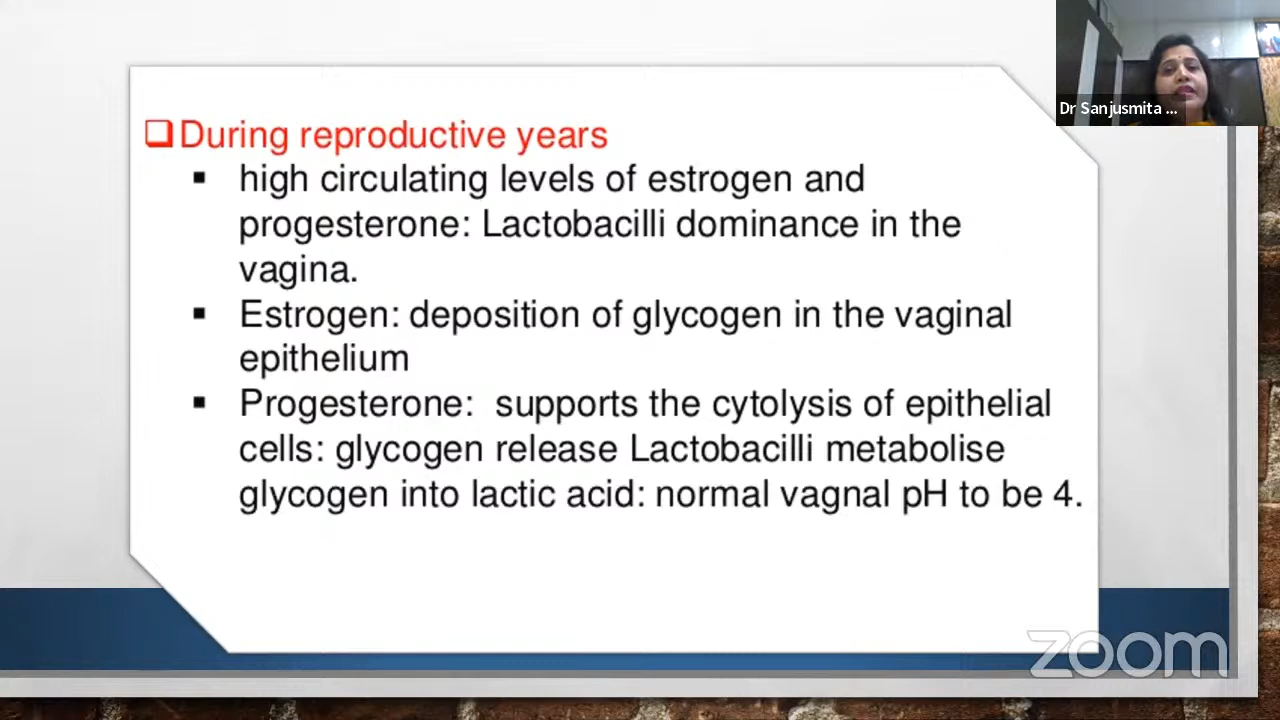 Dr Sanjusmita ...
❑During reproductive years
▪ high circulating levels of estrogen and
progesterone: Lactobacilli dominance in the
vagina.
▪ Estrogen: deposition of glycogen in the vaginal
epithelium
▪ Progesterone:  supports the cytolysis of epithelial
cells: glycogen release Lactobacilli metabolise
glycogen into lactic acid: normal vagnal pH to be 4.
zoom